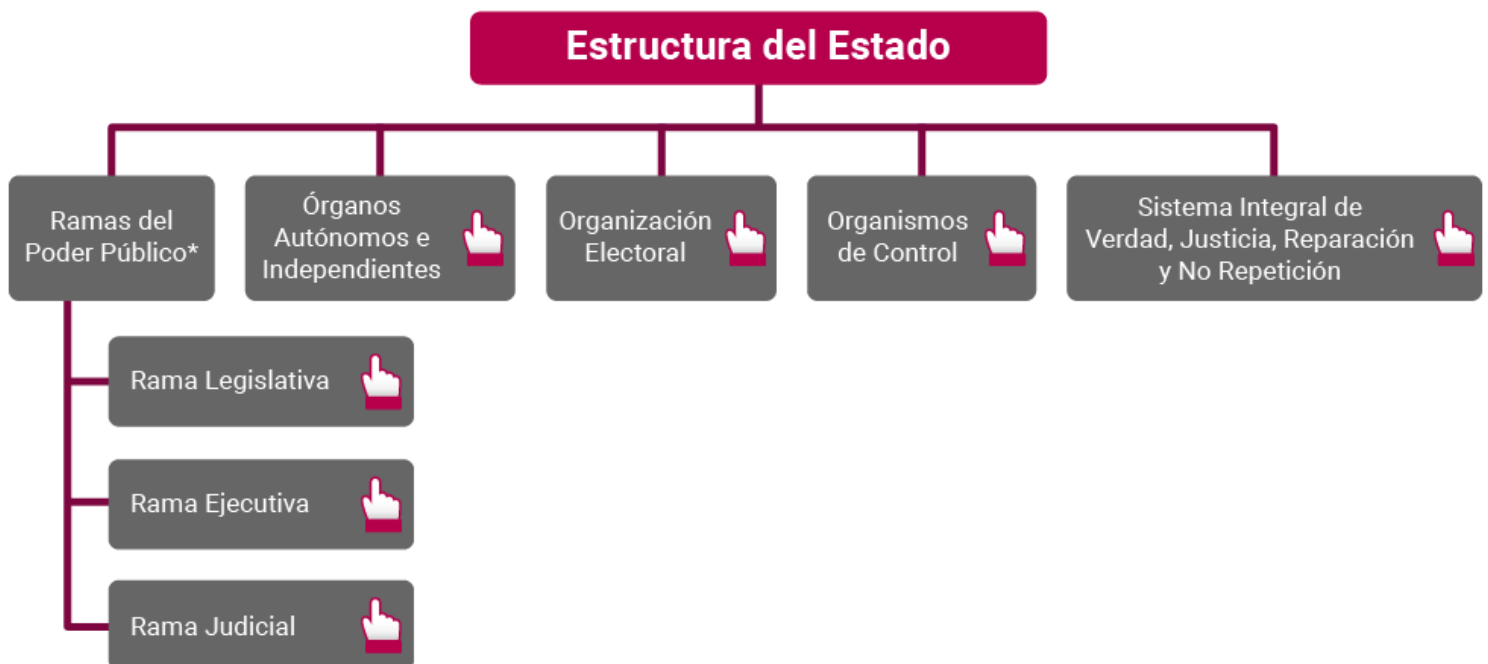 Estructura del Estado
Ramas del
Poder Público*
Órganos
Autónomos e
Independientes
Organización
Electoral
Organismos
de Control
Sistema Integral de
Verdad, Justicia, Reparación
y No Repetición
Rama Legislativa
Rama Ejecutiva
Rama Judicial